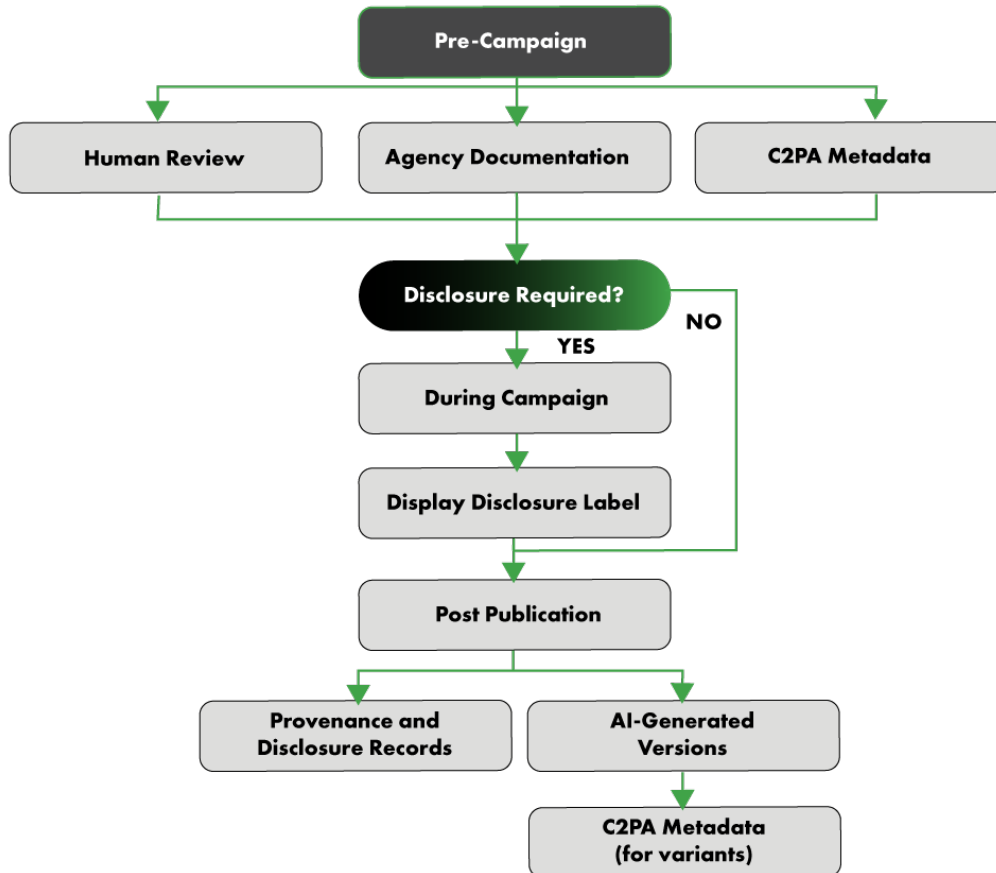 Pre-Campaign
Human Review
Agency Documentation
C2PA Metadata
Disclosure Required?
NO
YES
During Campaign
Display Disclosure Label
Post Publication
Provenance and
Disclosure Records
AI-Generated
Versions
C2PA Metadata
(for variants)